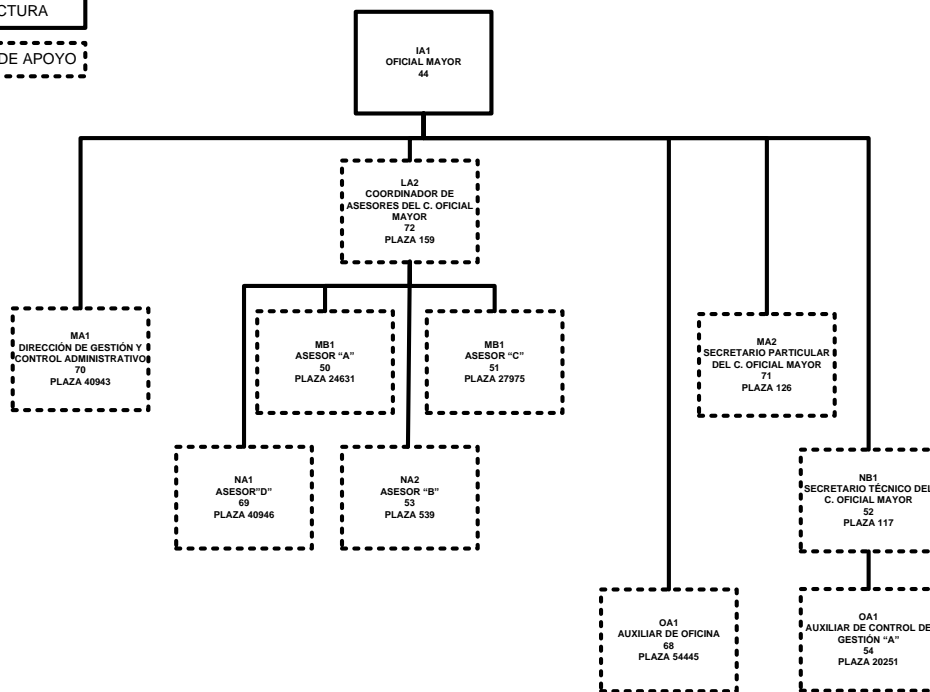 CTURA
DE APOYO
IA1
OFICIAL MAYOR
44
LA2
COORDINADOR DE
ASESORES DEL C. OFICIAL
MAYOR
72
PLAZA 159
MA1
DIRECCIÓN DE GESTIÓN Y
CONTROL ADMINISTRATIVO
70
PLAZA 40943
MB1
ASESOR “A”
50
PLAZA 24631
MB1
ASESOR “C”
51
PLAZA 27975
MA2
SECRETARIO PARTICULAR
DEL C. OFICIAL MAYOR
71
PLAZA 126
NA1
ASESOR"D”
69
PLAZA 40946
NA2
ASESOR “B”
53
PLAZA 539
NB1
SECRETARIO TÉCNICO DEL
C. OFICIAL MAYOR
52
PLAZA 117
OA1
AUXILIAR DE OFICINA
68
PLAZA 54445
OA1
AUXILIAR DE CONTROL DE
GESTIÓN “A”
54
PLAZA 20251